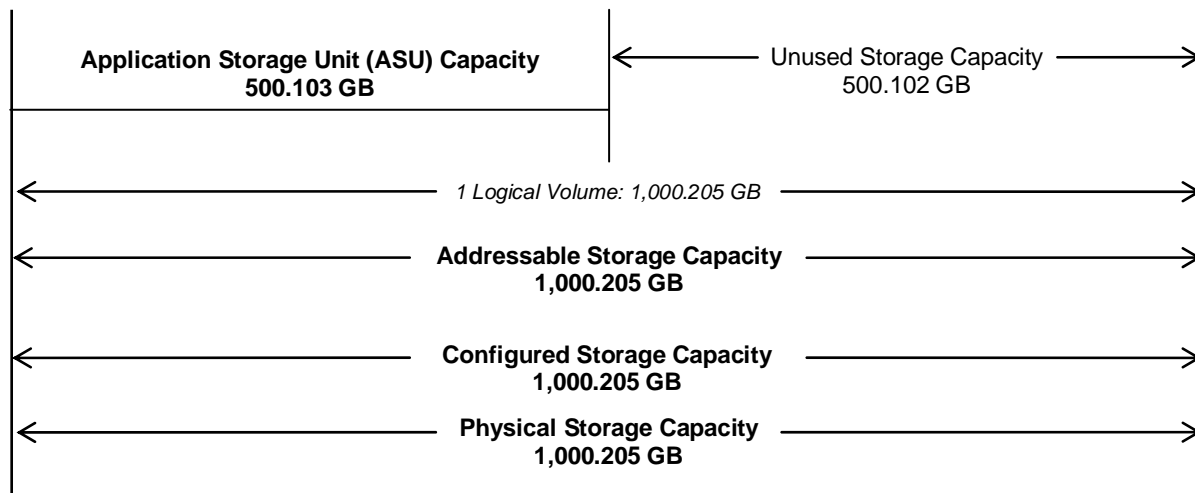 Application Storage Unit (ASU) Capacity
500.103 GB
Unused Storage Capacity
500.102 GB
1 Logical Volume: 1,000.205 GB
Addressable Storage Capacity
1,000.205 GB
Configured Storage Capacity
1,000.205 GB
Physical Storage Capacity
1,000.205 GB